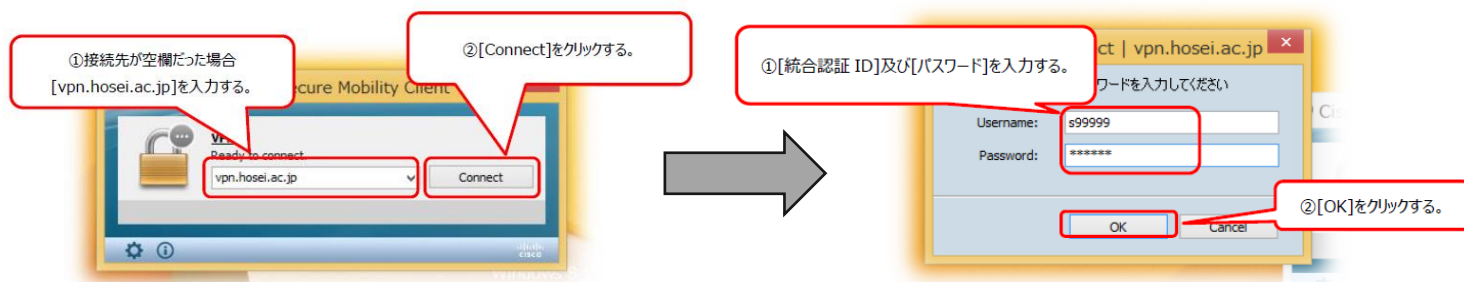 ①接続先が空欄だった場合
[vpn.hosei.ac.jp]を入力する。
②[Connect]をクリックする。
ecure Mobility Client
Ready to connect.
vpn.hosei.ac.jp
Connect
cisco
①[統合認証 ID]及び[パスワード]を入力する。
ct | vpn.hosei.ac.jp
ワードを入力してください
Username:
s99999
Password:
******
②[OK]をクリックする。
OK
Cancel